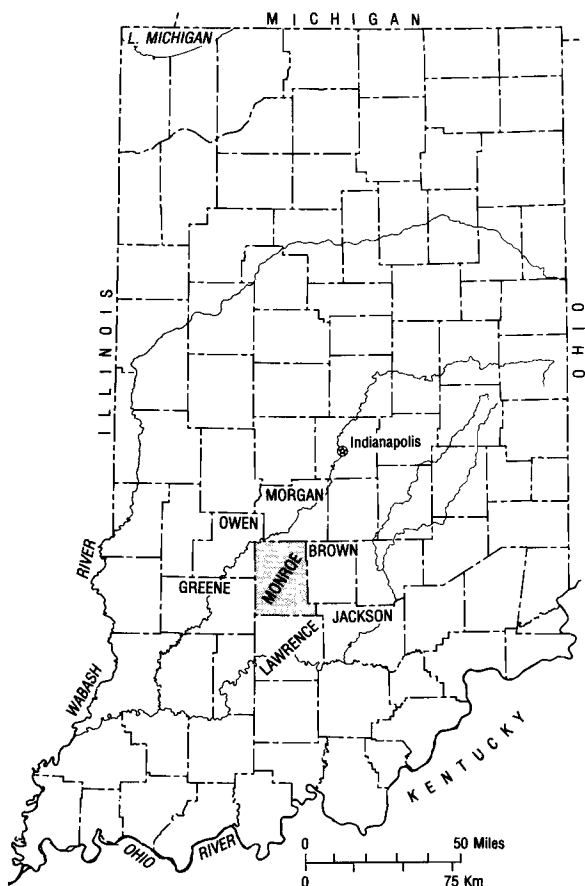 MICHIGAN
L. MICHIGAN
ILLINOIS
OHIO
Indianapolis
MORGAN
OWEN
BROWN
MONROE
GREENE
JACKSON
LAWRENCE
WABASH RIVER
KENTUCKY
OHIO RIVER
0 50 Miles
0 75 Km